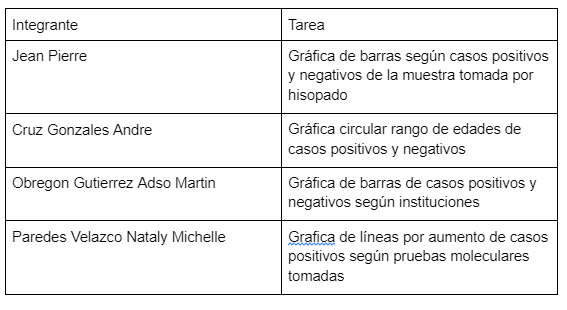 Integrante
Tarea
Jean Pierre
Gráfica de barras según casos positivos
y negativos de la muestra tomada por
hisopado
Cruz Gonzales Andre
Gráfica circular rango de edades de
casos positivos y negativos
Obregon Gutierrez Adso Martin
Gráfica de barras de casos positivos y
negativos según instituciones
Paredes Velazco Nataly Michelle
Grafica de líneas por aumento de casos
positivos según pruebas moleculares
tomadas